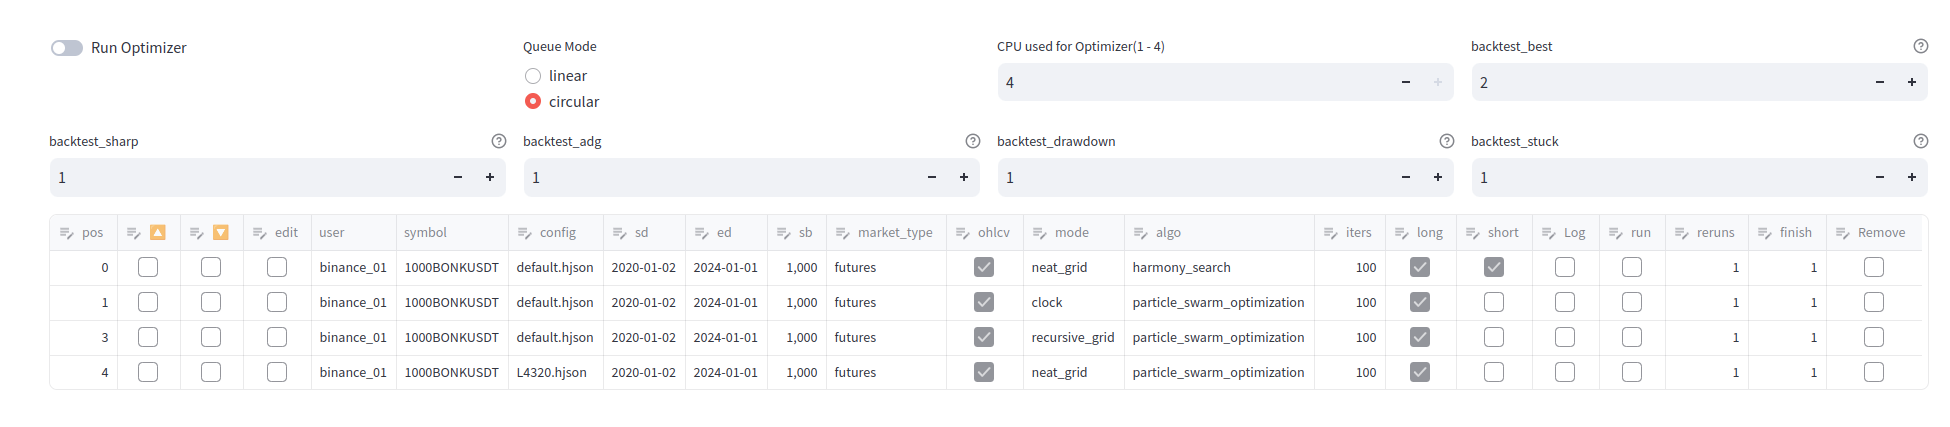 Run Optimizer
Queue Mode
linear
circular
CPU used for Optimizer(1 - 4)
4
backtest_best
2
backtest_sharp
1
backtest_adg
1
backtest_drawdown
1
backtest_stuck
1
pos 🔼 🔽 edit user symbol config sd ed sb market_type ohlcv mode algo iters long short Log run reruns finish Remove
0 binance_01 1000BONKUSDT default.hjson 2020-01-02 2024-01-01 1,000 futures neat_grid harmony_search 100 1 1
1 binance_01 1000BONKUSDT default.hjson 2020-01-02 2024-01-01 1,000 futures clock particle_swarm_optimization 100 1 1
3 binance_01 1000BONKUSDT default.hjson 2020-01-02 2024-01-01 1,000 futures recursive_grid particle_swarm_optimization 100 1 1
4 binance_01 1000BONKUSDT L4320.hjson 2020-01-02 2024-01-01 1,000 futures neat_grid particle_swarm_optimization 100 1 1